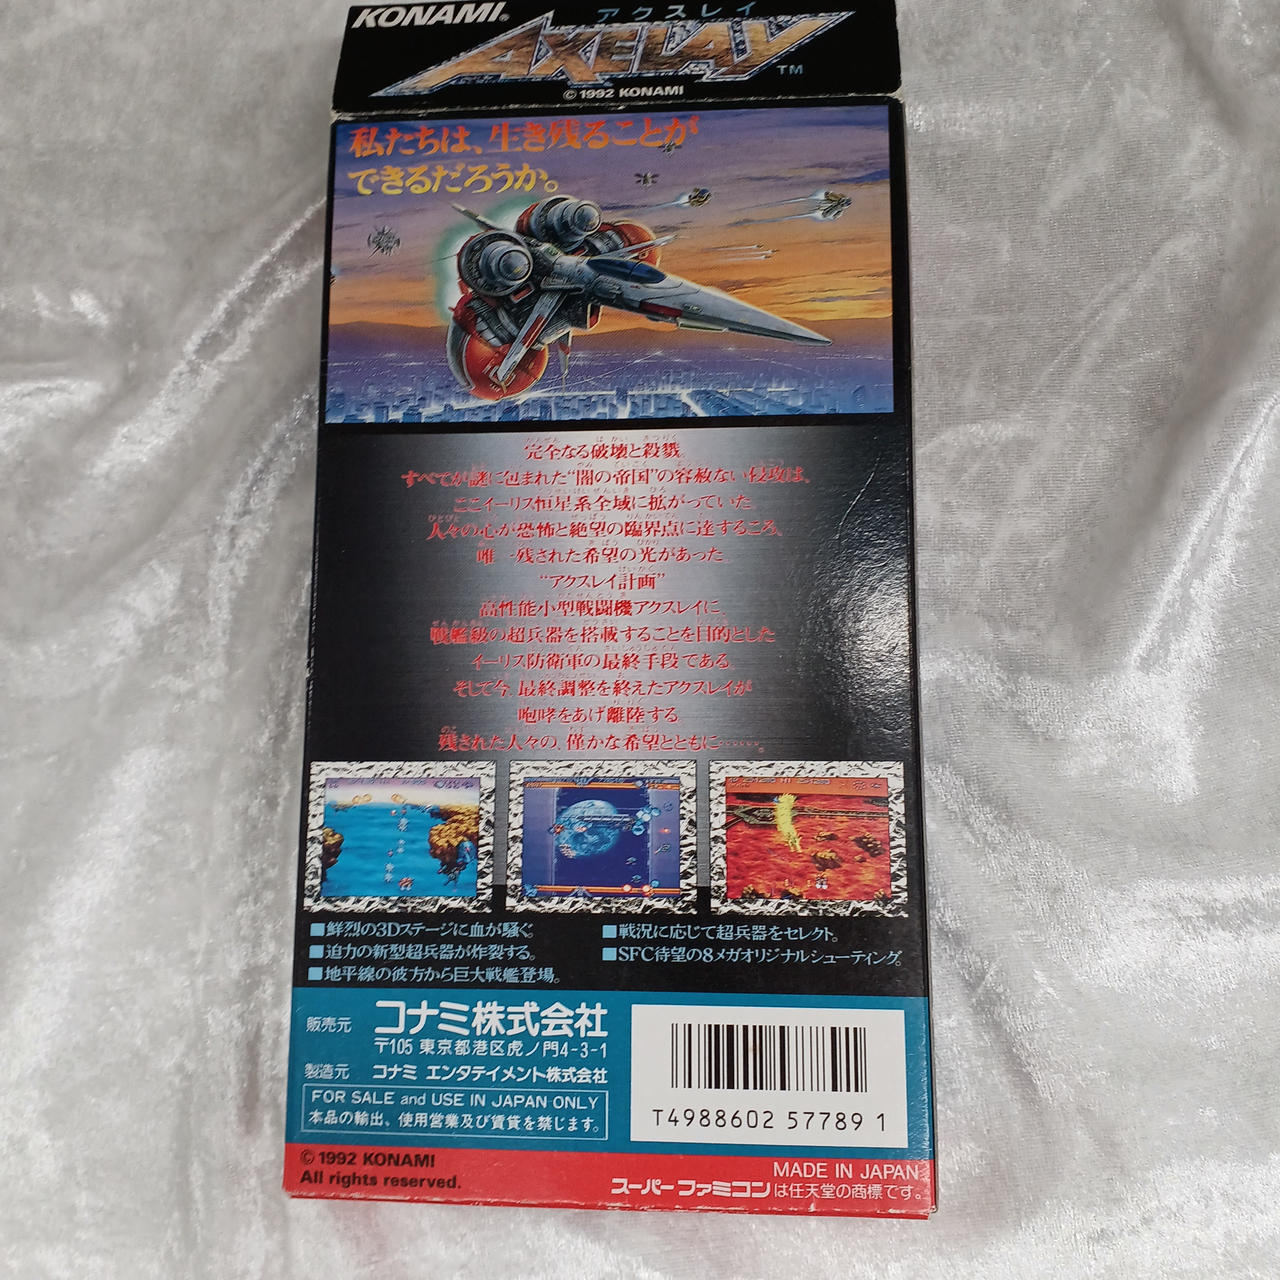 KONAMI®
アクスレイ
AXELAY™
© 1992 KONAMI
私たちは、生き残ることが
できるだろうか。
完全なる破壊と殺戮。
すべてが謎に包まれた“闇の帝国”の容赦ない侵攻は、
ここイーリス恒星系全域に拡がっていた。
人々の心が恐怖と絶望の臨界点に達するころ、
唯一残された希望の光があった。
“アクスレイ計画”
高性能小型戦闘機アクスレイに、
戦艦級の超兵器を搭載することを目的とした
イーリス防衛軍の最終手段である。
そして今、最終調整を終えたアクスレイが
咆哮をあげ離陸する。
残された人々の、僅かな希望とともに……。
■鮮烈の3Dステージに血が騒ぐ。
■迫力の新型超兵器が炸裂する。
■地平線の彼方から巨大戦艦登場。
■戦況に応じて超兵器をセレクト。
■SFC待望の8メガオリジナルシューティング。
販売元 コナミ株式会社
〒105 東京都港区虎ノ門4-3-1
製造元 コナミ エンタテイメント株式会社
FOR SALE and USE IN JAPAN ONLY
本品の輸出、使用営業及び賃貸を禁じます。
T4988602 57789 1
© 1992 KONAMI
All rights reserved.
MADE IN JAPAN
スーパーファミコンは任天堂の商標です。